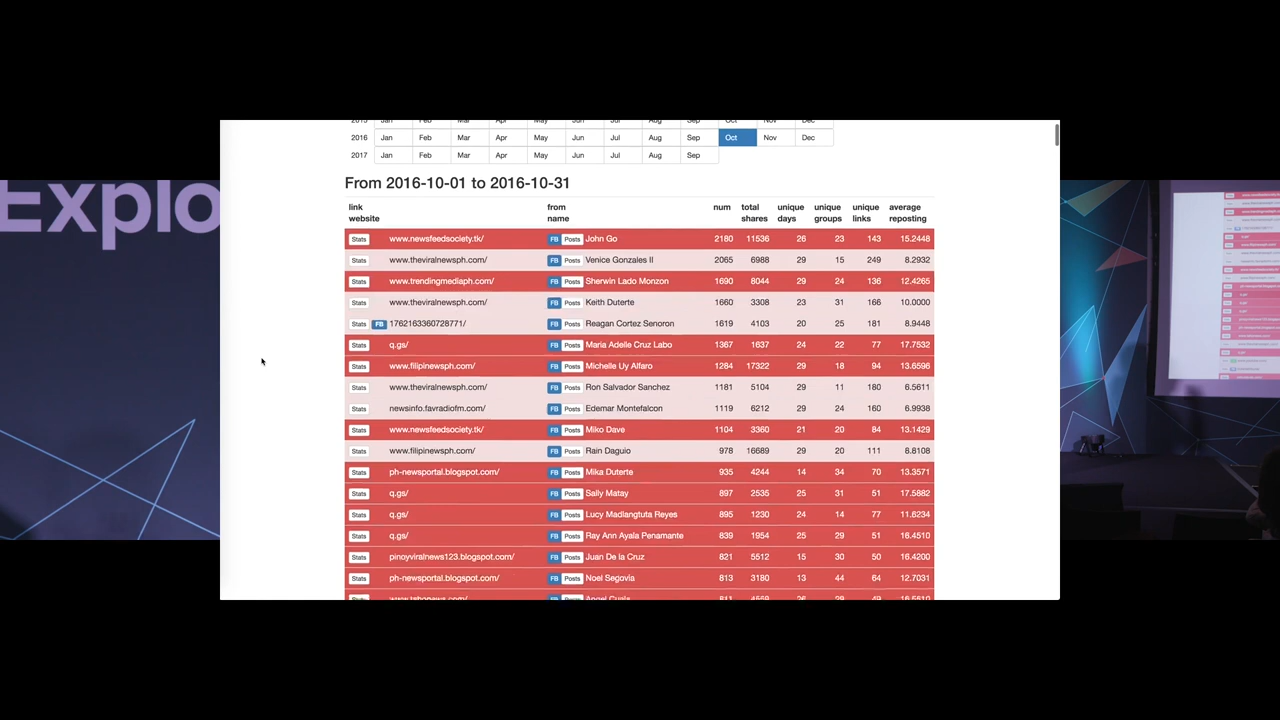 Explo
2015 Jan Feb Mar Apr May Jun Jul Aug Sep Oct Nov Dec
2016 Jan Feb Mar Apr May Jun Jul Aug Sep Oct Nov Dec
2017 Jan Feb Mar Apr May Jun Jul Aug Sep
From 2016-10-01 to 2016-10-31
link website from name num total shares unique days unique groups unique links average reposting
Stats www.newsfeedsociety.tk/ FB Posts John Go 2180 11536 26 23 143 15.2448
Stats www.theviralnewsph.com/ FB Posts Venice Gonzales II 2065 6988 29 15 249 8.2932
Stats www.trendingmediaph.com/ FB Posts Sherwin Lado Monzon 1690 8044 29 24 136 12.4265
Stats www.theviralnewsph.com/ FB Posts Keith Duterte 1660 3308 23 31 166 10.0000
Stats FB 1762163360728771/ FB Posts Reagan Cortez Senoron 1619 4103 20 25 181 8.9448
Stats q.gs/ FB Posts Maria Adelle Cruz Labo 1367 1637 24 22 77 17.7532
Stats www.filipinewsph.com/ FB Posts Michelle Uy Alfaro 1284 17322 29 18 94 13.6596
Stats www.theviralnewsph.com/ FB Posts Ron Salvador Sanchez 1181 5104 29 11 180 6.5611
Stats newsinfo.favradiofm.com/ FB Posts Edemar Montefalcon 1119 6212 29 24 160 6.9938
Stats www.newsfeedsociety.tk/ FB Posts Miko Dave 1104 3360 21 20 84 13.1429
Stats www.filipinewsph.com/ FB Posts Rain Daguio 978 16689 29 20 111 8.8108
Stats ph-newsportal.blogspot.com/ FB Posts Mika Duterte 935 4244 14 34 70 13.3571
Stats q.gs/ FB Posts Sally Matay 897 2535 25 31 51 17.5882
Stats q.gs/ FB Posts Lucy Madlangtuta Reyes 895 1230 24 14 77 11.6234
Stats q.gs/ FB Posts Ray Ann Ayala Penamante 839 1954 25 29 51 16.4510
Stats pinoyviralnews123.blogspot.com/ FB Posts Juan De la Cruz 821 5512 15 30 50 16.4200
Stats ph-newsportal.blogspot.com/ FB Posts Noel Segovia 813 3180 13 44 64 12.7031